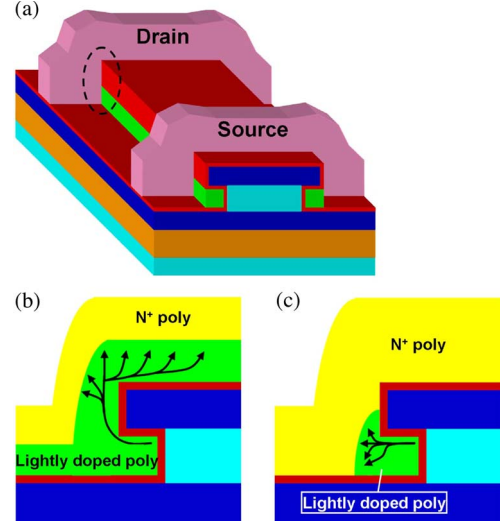 (a)
Drain
Source
(b)
(c)
N+ poly
N+ poly
Lightly doped poly
Lightly doped poly